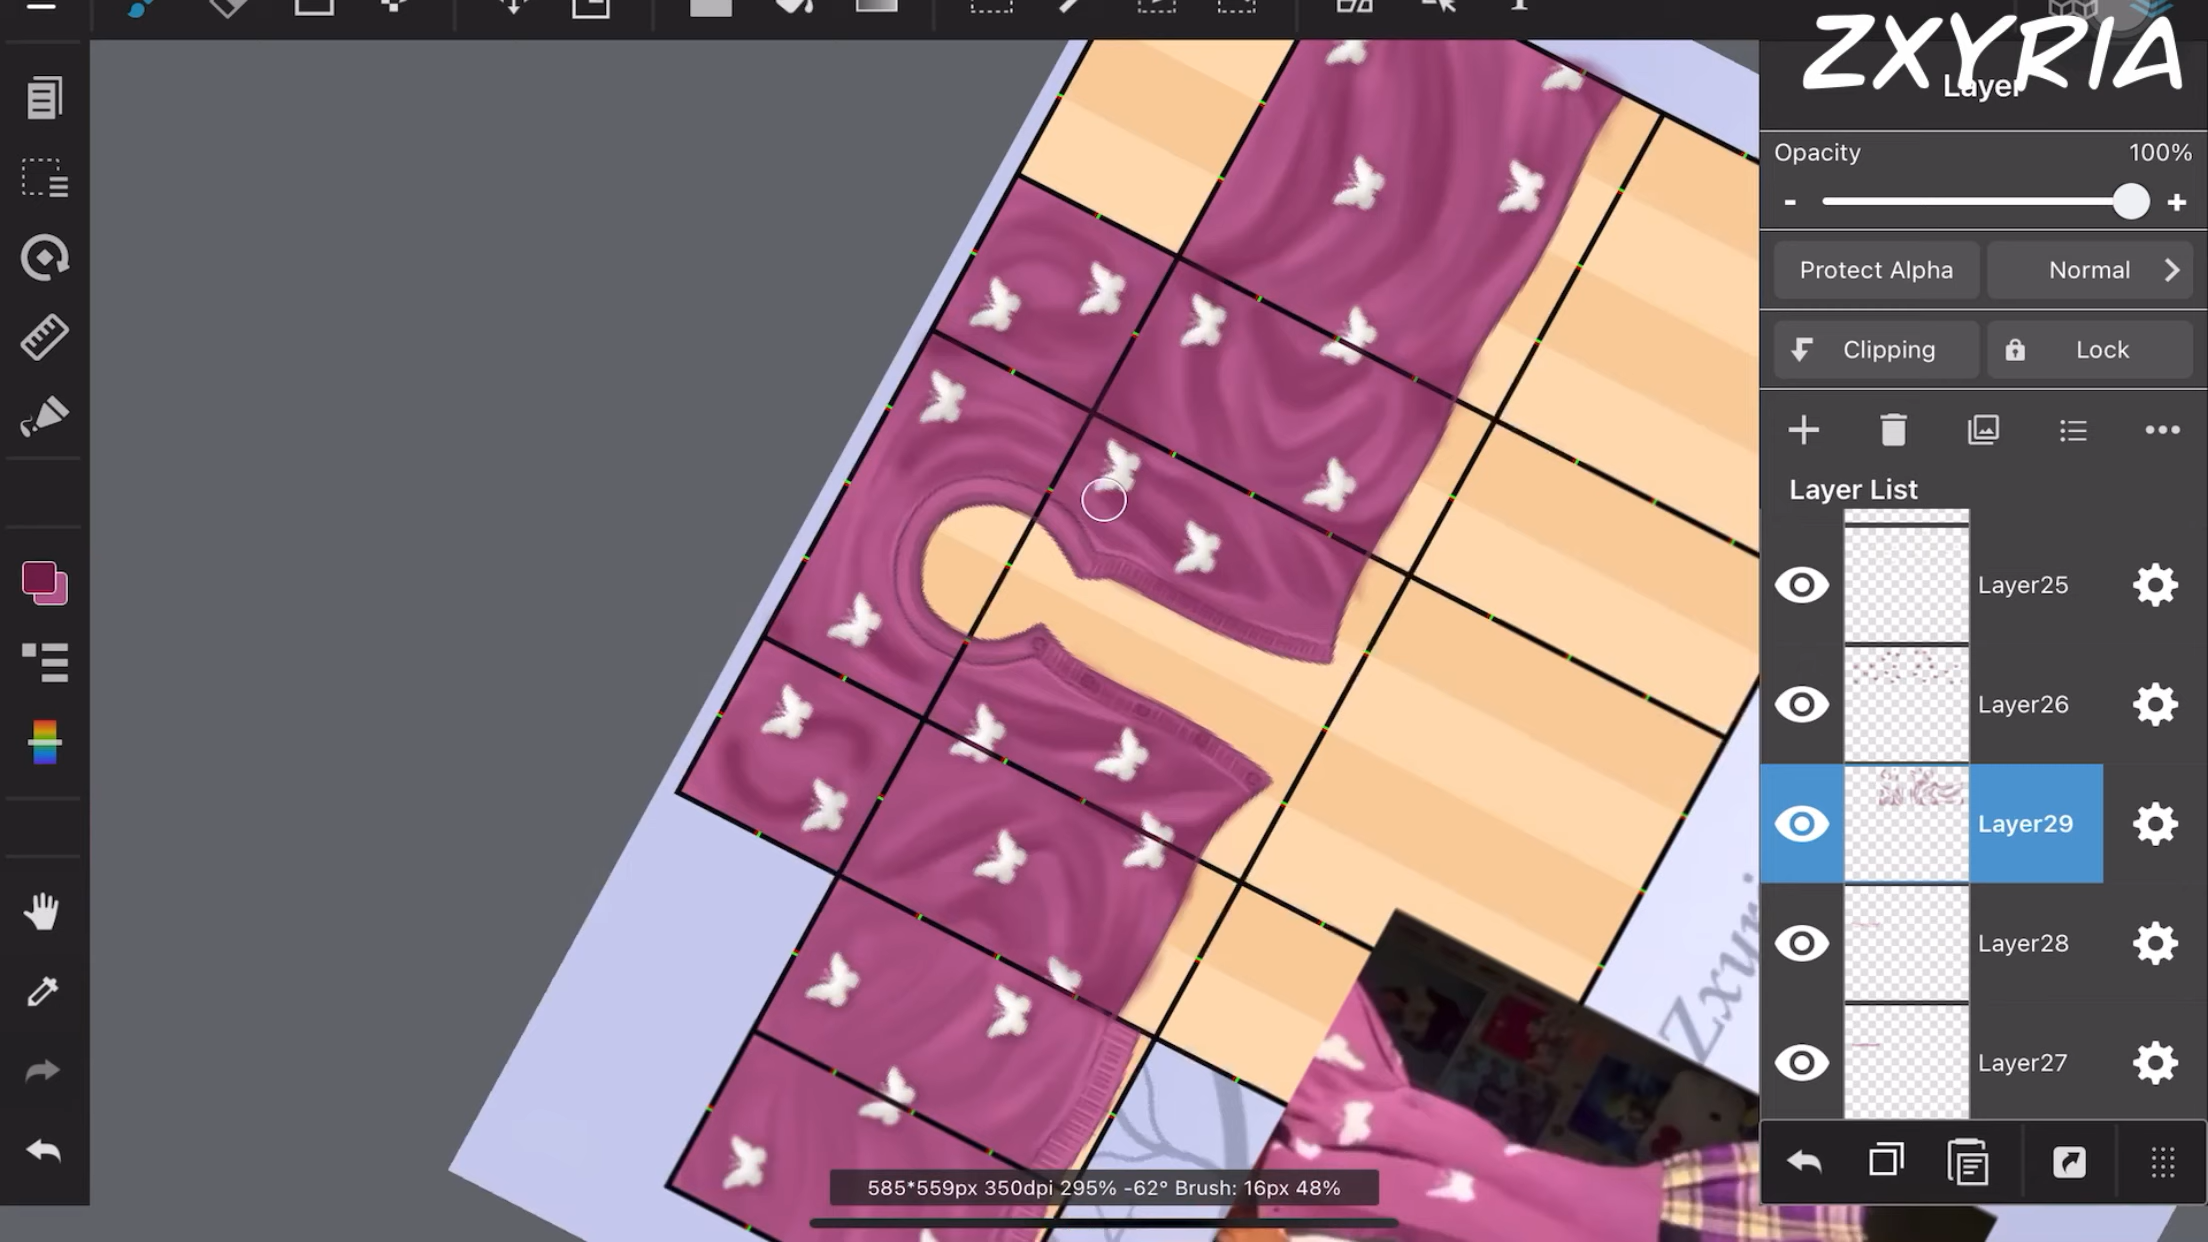 ZXYRIA
Layer
Opacity 100%
- +
Protect Alpha
Normal
Clipping
Lock
Layer List
Layer25
Layer26
Layer29
Layer28
Layer27
Zxyri
585*559px 350dpi 295% -62° Brush: 16px 48%